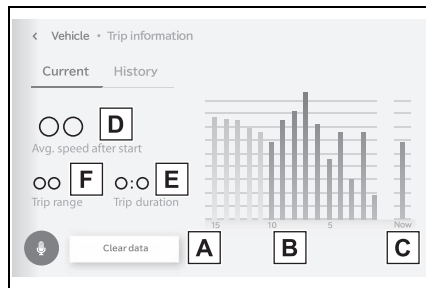 < Vehicle • Trip information
Current History
OO D
Avg. speed after start
OO F O:O E
Trip range Trip duration
15 10 5 Now
Clear data A B C